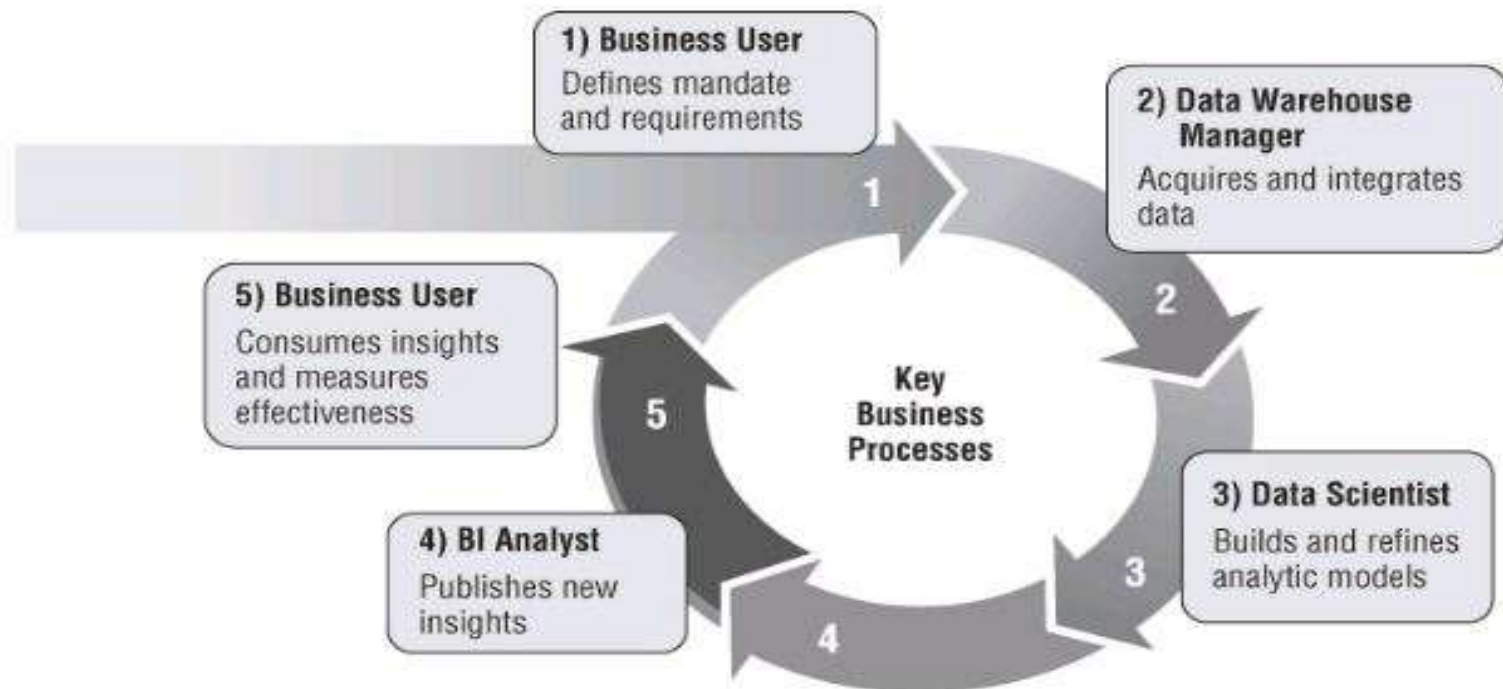 1) Business User
Defines mandate
and requirements
2) Data Warehouse
Manager
Acquires and integrates
data
1
2
5) Business User
Consumes insights
and measures
effectiveness
Key
Business
Processes
5
3) Data Scientist
Builds and refines
analytic models
3
4) BI Analyst
Publishes new
insights
4